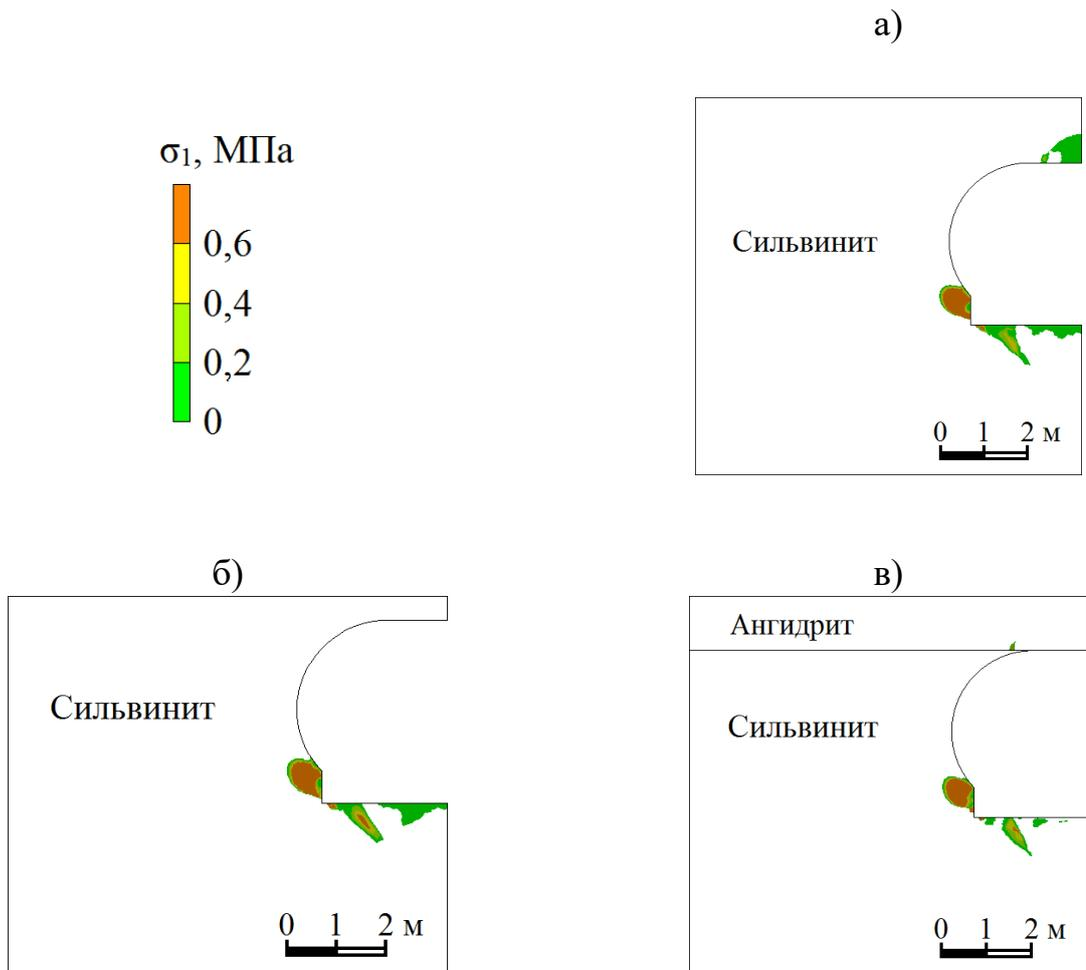 а)
σ₁, МПа
0,6
0,4
0,2
0
Сильвинит
0 1 2 м
б)
Сильвинит
0 1 2 м
в)
Ангидрит
Сильвинит
0 1 2 м